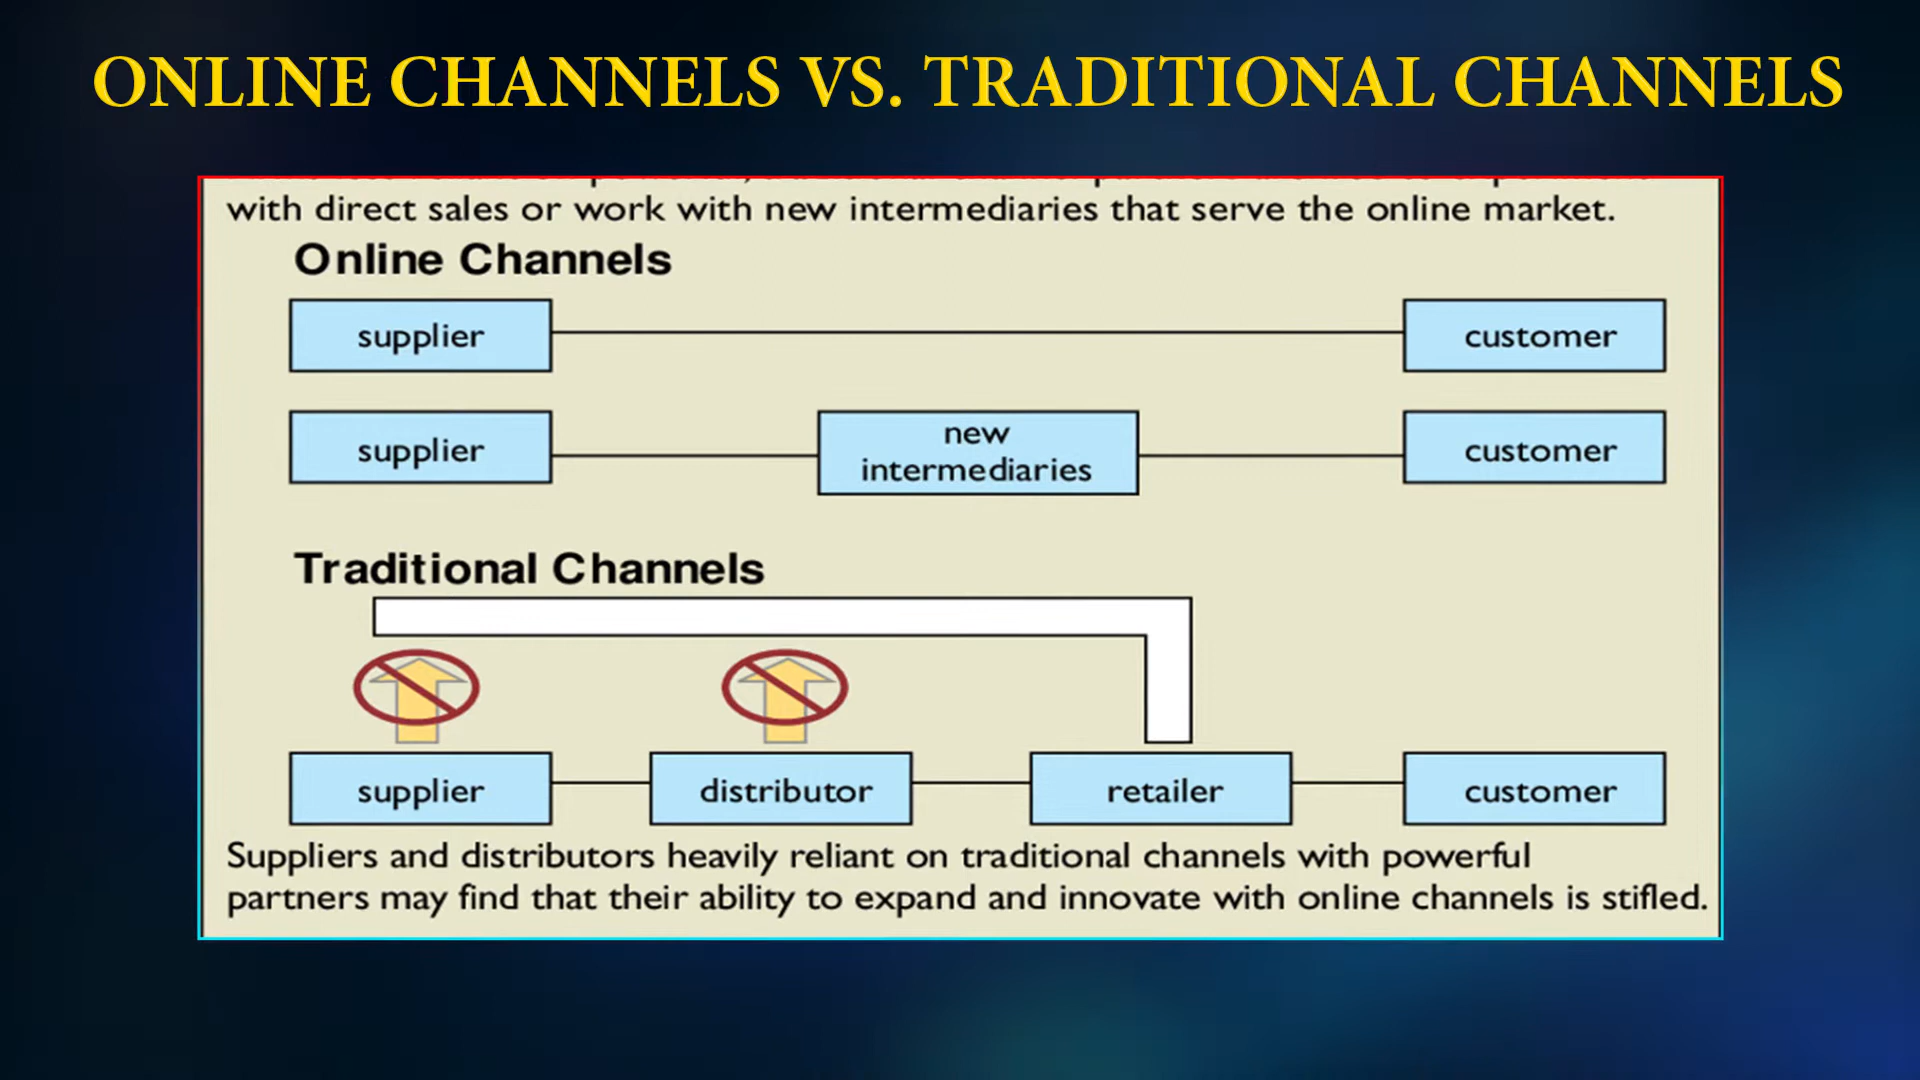 ONLINE CHANNELS VS. TRADITIONAL CHANNELS
with direct sales or work with new intermediaries that serve the online market.
Online Channels
supplier
customer
supplier
new
intermediaries
customer
Traditional Channels
supplier
distributor
retailer
customer
Suppliers and distributors heavily reliant on traditional channels with powerful
partners may find that their ability to expand and innovate with online channels is stifled.